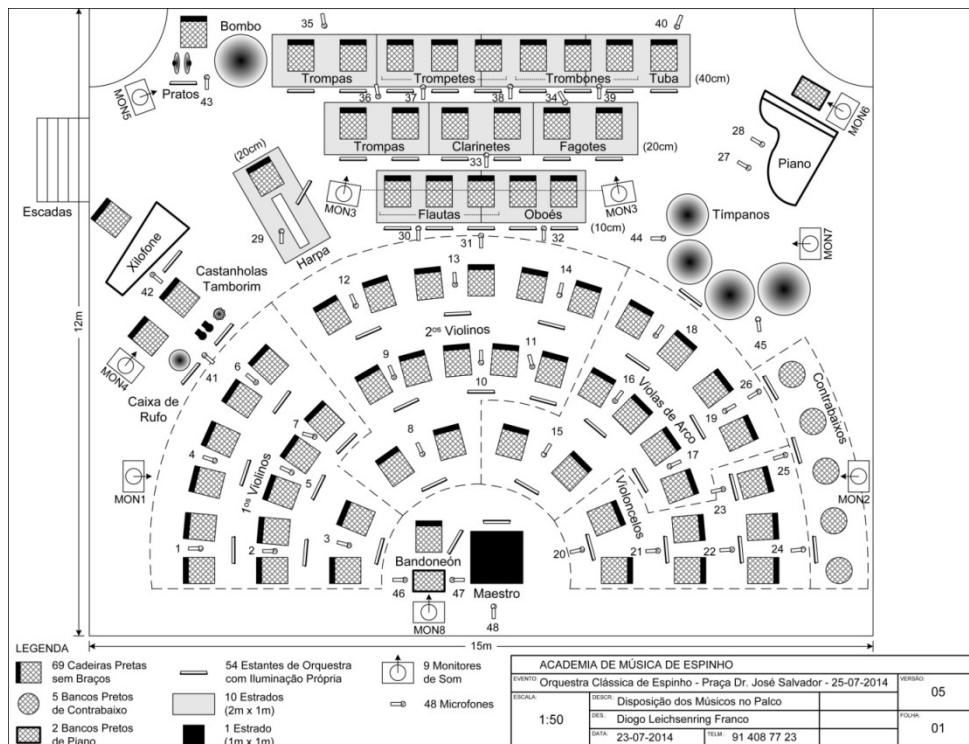 35
40
Bombo
Trompas
Trompetes
Trombones
Tuba
(40cm)
MON5
Pratos
43
36
37
38
34
39
MON6
28
27
Piano
Trompas
Clarinetes
Fagotes
(20cm)
33
(20cm)
Escadas
MON3
MON3
Flautas
Oboés
(10cm)
Tímpanos
29
Harpa
30
31
32
44
MON7
Xilofone
42
Castanholas
Tamborim
12
13
14
12m
MON4
41
Caixa de
Rufo
6
2ºs Violinos
9
10
11
18
45
16
Violas de Arco
26
19
Contrabaixos
7
8
15
17
4
5
1ºs Violinos
25
MON1
MON2
Violoncelos
23
3
1
2
20
21
22
24
Bandoneón
46
47
Maestro
MON8
48
15m
LEGENDA
69 Cadeiras Pretas
sem Braços
54 Estantes de Orquestra
com Iluminação Própria
9 Monitores
de Som
5 Bancos Pretos
de Contrabaixo
10 Estrados
(2m x 1m)
48 Microfones
2 Bancos Pretos
de Piano
1 Estrado
(1m x 1m)
ACADEMIA DE MÚSICA DE ESPINHO
EVENTO: Orquestra Clássica de Espinho - Praça Dr. José Salvador - 25-07-2014
VERSÃO:
05
ESCALA:
1:50
DESCR: Disposição dos Músicos no Palco
DES.: Diogo Leichsenring Franco
FOLHA:
01
DATA: 23-07-2014
TELM: 91 408 77 23